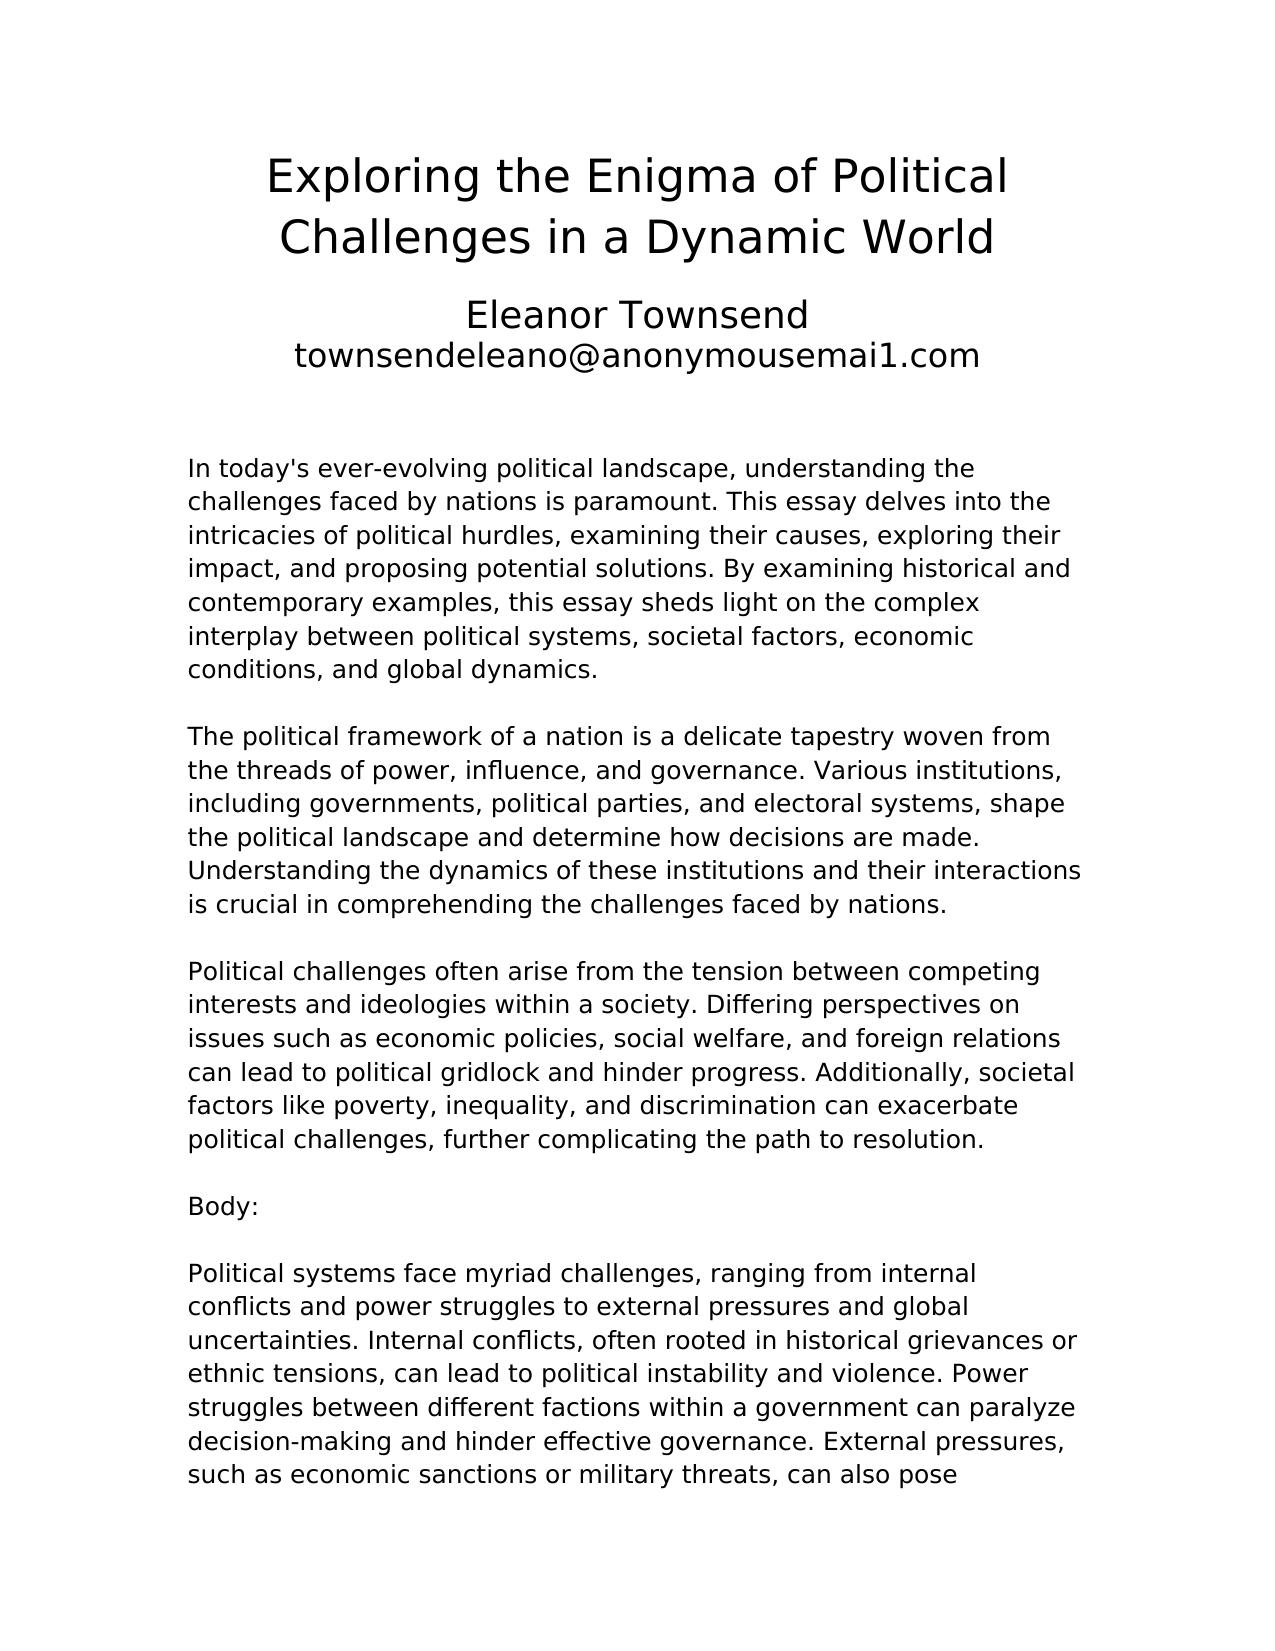 Exploring the Enigma of Political
Challenges in a Dynamic World
Eleanor Townsend
townsendeleano@anonymousemai1.com
In today's ever-evolving political landscape, understanding the
challenges faced by nations is paramount. This essay delves into the
intricacies of political hurdles, examining their causes, exploring their
impact, and proposing potential solutions. By examining historical and
contemporary examples, this essay sheds light on the complex
interplay between political systems, societal factors, economic
conditions, and global dynamics.
The political framework of a nation is a delicate tapestry woven from
the threads of power, influence, and governance. Various institutions,
including governments, political parties, and electoral systems, shape
the political landscape and determine how decisions are made.
Understanding the dynamics of these institutions and their interactions
is crucial in comprehending the challenges faced by nations.
Political challenges often arise from the tension between competing
interests and ideologies within a society. Differing perspectives on
issues such as economic policies, social welfare, and foreign relations
can lead to political gridlock and hinder progress. Additionally, societal
factors like poverty, inequality, and discrimination can exacerbate
political challenges, further complicating the path to resolution.
Body:
Political systems face myriad challenges, ranging from internal
conflicts and power struggles to external pressures and global
uncertainties. Internal conflicts, often rooted in historical grievances or
ethnic tensions, can lead to political instability and violence. Power
struggles between different factions within a government can paralyze
decision-making and hinder effective governance. External pressures,
such as economic sanctions or military threats, can also pose